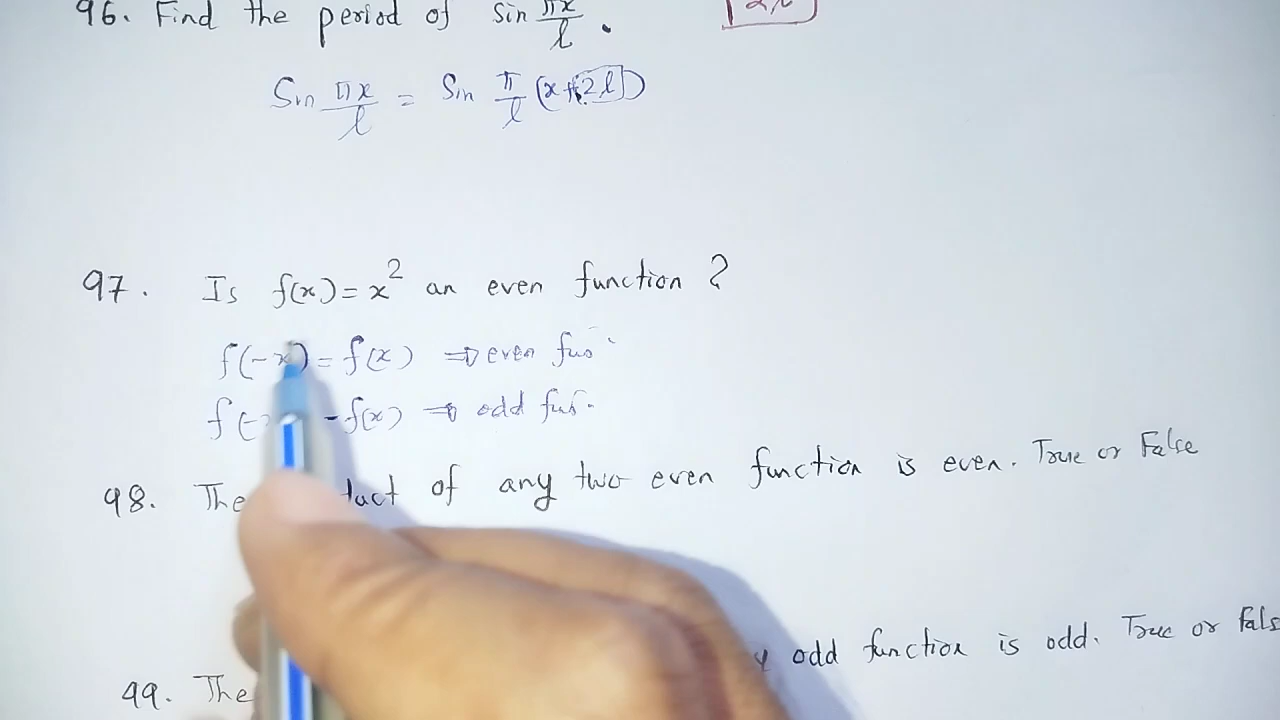 96. Find the period of sin πx/l .
2l
Sin πx/l = Sin π/l (x+2l)
97. Is f(x) = x² an even function ?
f(-x) = f(x) ⇒ even fun
f(- -f(x) ⇒ odd fun.
98. The duct of any two even function is even. True or False
99. The y odd function is odd. True or Fals